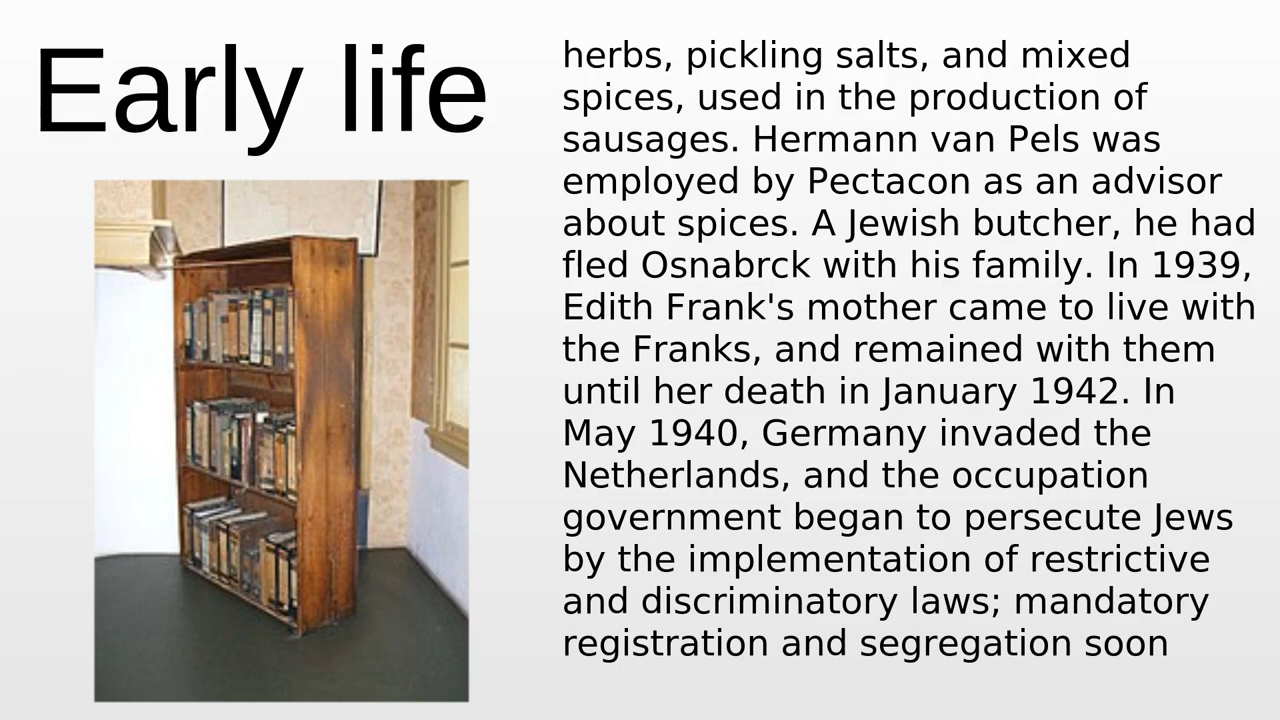 Early life
herbs, pickling salts, and mixed
spices, used in the production of
sausages. Hermann van Pels was
employed by Pectacon as an advisor
about spices. A Jewish butcher, he had
fled Osnabrck with his family. In 1939,
Edith Frank's mother came to live with
the Franks, and remained with them
until her death in January 1942. In
May 1940, Germany invaded the
Netherlands, and the occupation
government began to persecute Jews
by the implementation of restrictive
and discriminatory laws; mandatory
registration and segregation soon